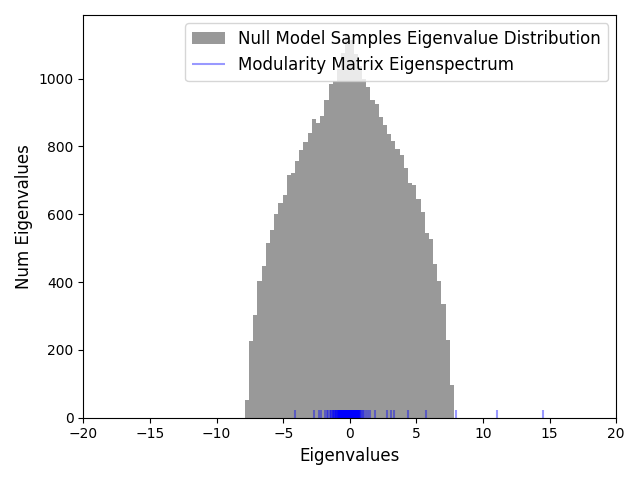 Null Model Samples Eigenvalue Distribution
Modularity Matrix Eigenspectrum
Num Eigenvalues
1000
800
600
400
200
0
−20 −15 −10 −5 0 5 10 15 20
Eigenvalues